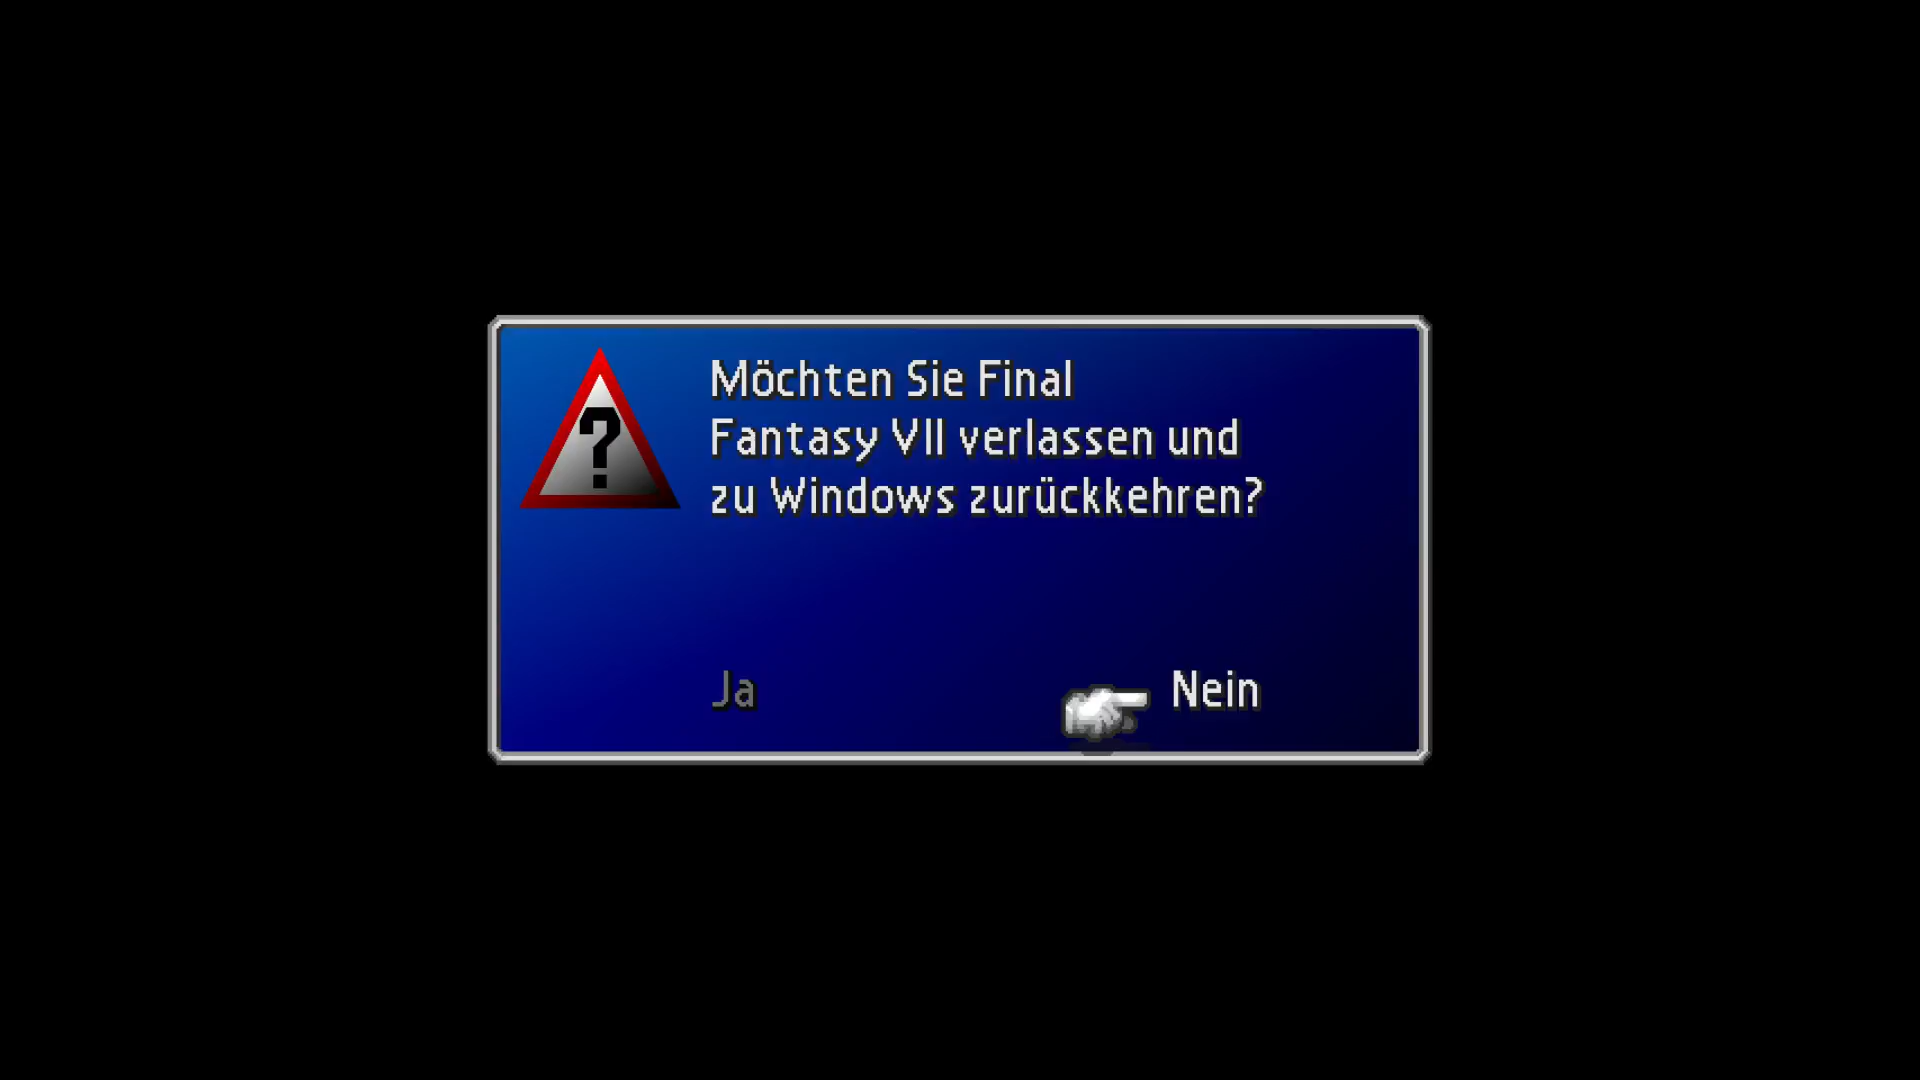 ?
Möchten Sie Final
Fantasy VII verlassen und
zu Windows zurückkehren?
Ja
Nein